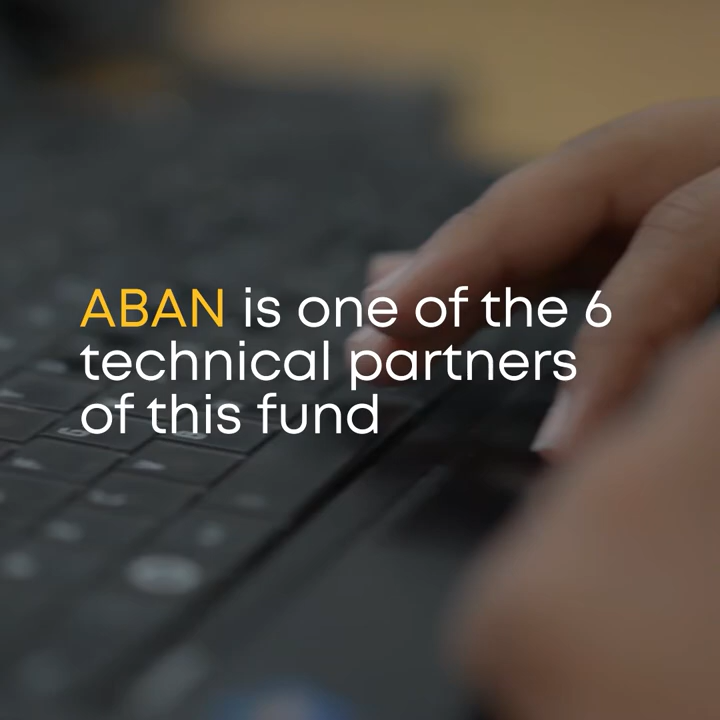 ABAN is one of the 6
technical partners
of this fund